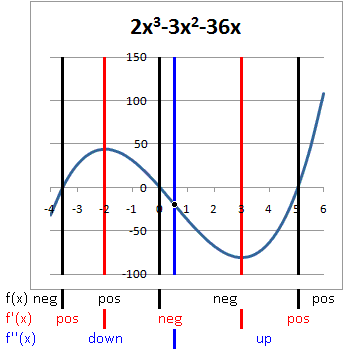 2x³-3x²-36x
150
100
50
0
-4 -3 -2 -1 0 1 2 3 4 5 6
-50
-100
f(x) neg pos neg pos
f'(x) pos neg pos
f''(x) down up